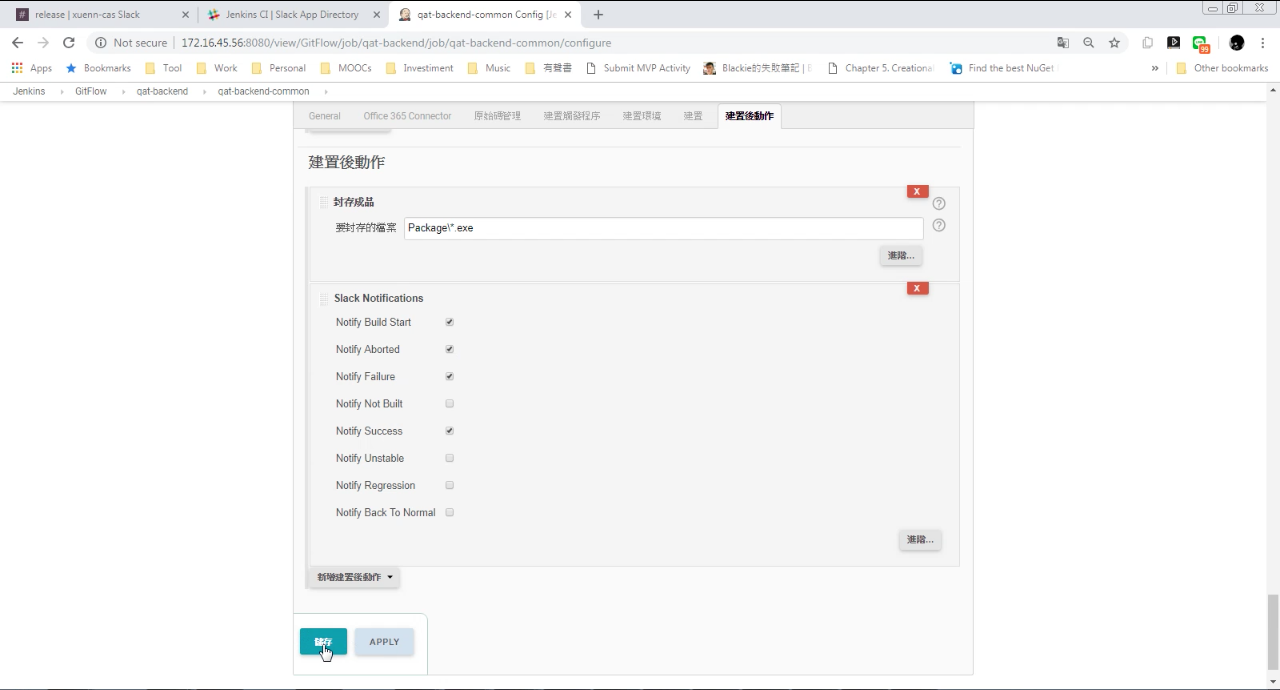 release | xuenn-cas Slack
Jenkins CI | Slack App Directory
qat-backend-common Config [Je
Not secure | 172.16.45.56:8080/view/GitFlow/job/qat-backend/job/qat-backend-common/configure
99
Apps Bookmarks Tool Work Personal MOOCs Investiment Music 有聲書 Submit MVP Activity Blackie的失敗筆記 | Chapter 5. Creational Find the best NuGet » Other bookmarks
Jenkins › GitFlow › qat-backend › qat-backend-common ›
General Office 365 Connector 原始碼管理 建置觸發程序 建置環境 建置 建置後動作
建置後動作
X
封存成品
?
要封存的檔案 Package\*.exe
?
進階...
X
Slack Notifications
Notify Build Start
Notify Aborted
Notify Failure
Notify Not Built
Notify Success
Notify Unstable
Notify Regression
Notify Back To Normal
進階...
新增建置後動作
儲存 APPLY